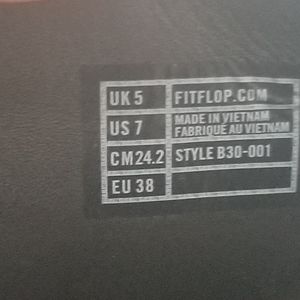 UK 5 FITFLOP.COM
US 7 MADE IN VIETNAM
FABRIQUE AU VIETNAM
CM 24.2 STYLE B30-001
EU 38